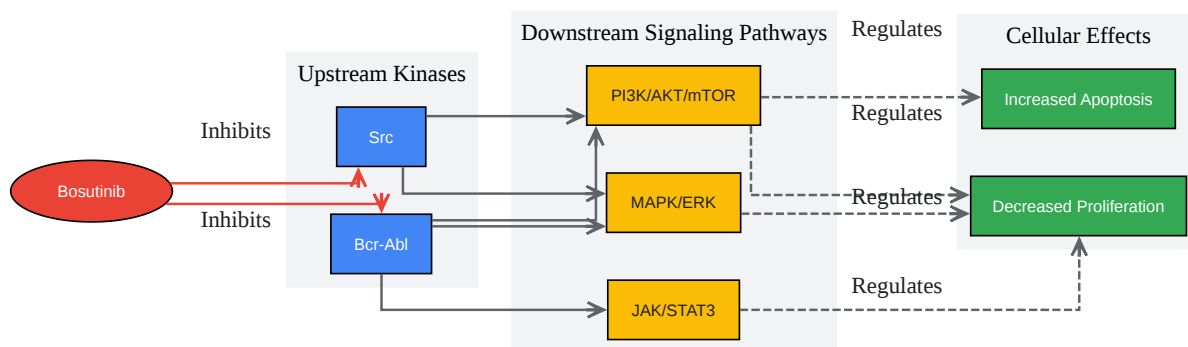 Downstream Signaling Pathways
Regulates
Cellular Effects
Upstream Kinases
PI3K/AKT/mTOR
Increased Apoptosis
Regulates
Inhibits
Src
Bosutinib
MAPK/ERK
Regulates
Decreased Proliferation
Inhibits
Bcr-Abl
Regulates
JAK/STAT3